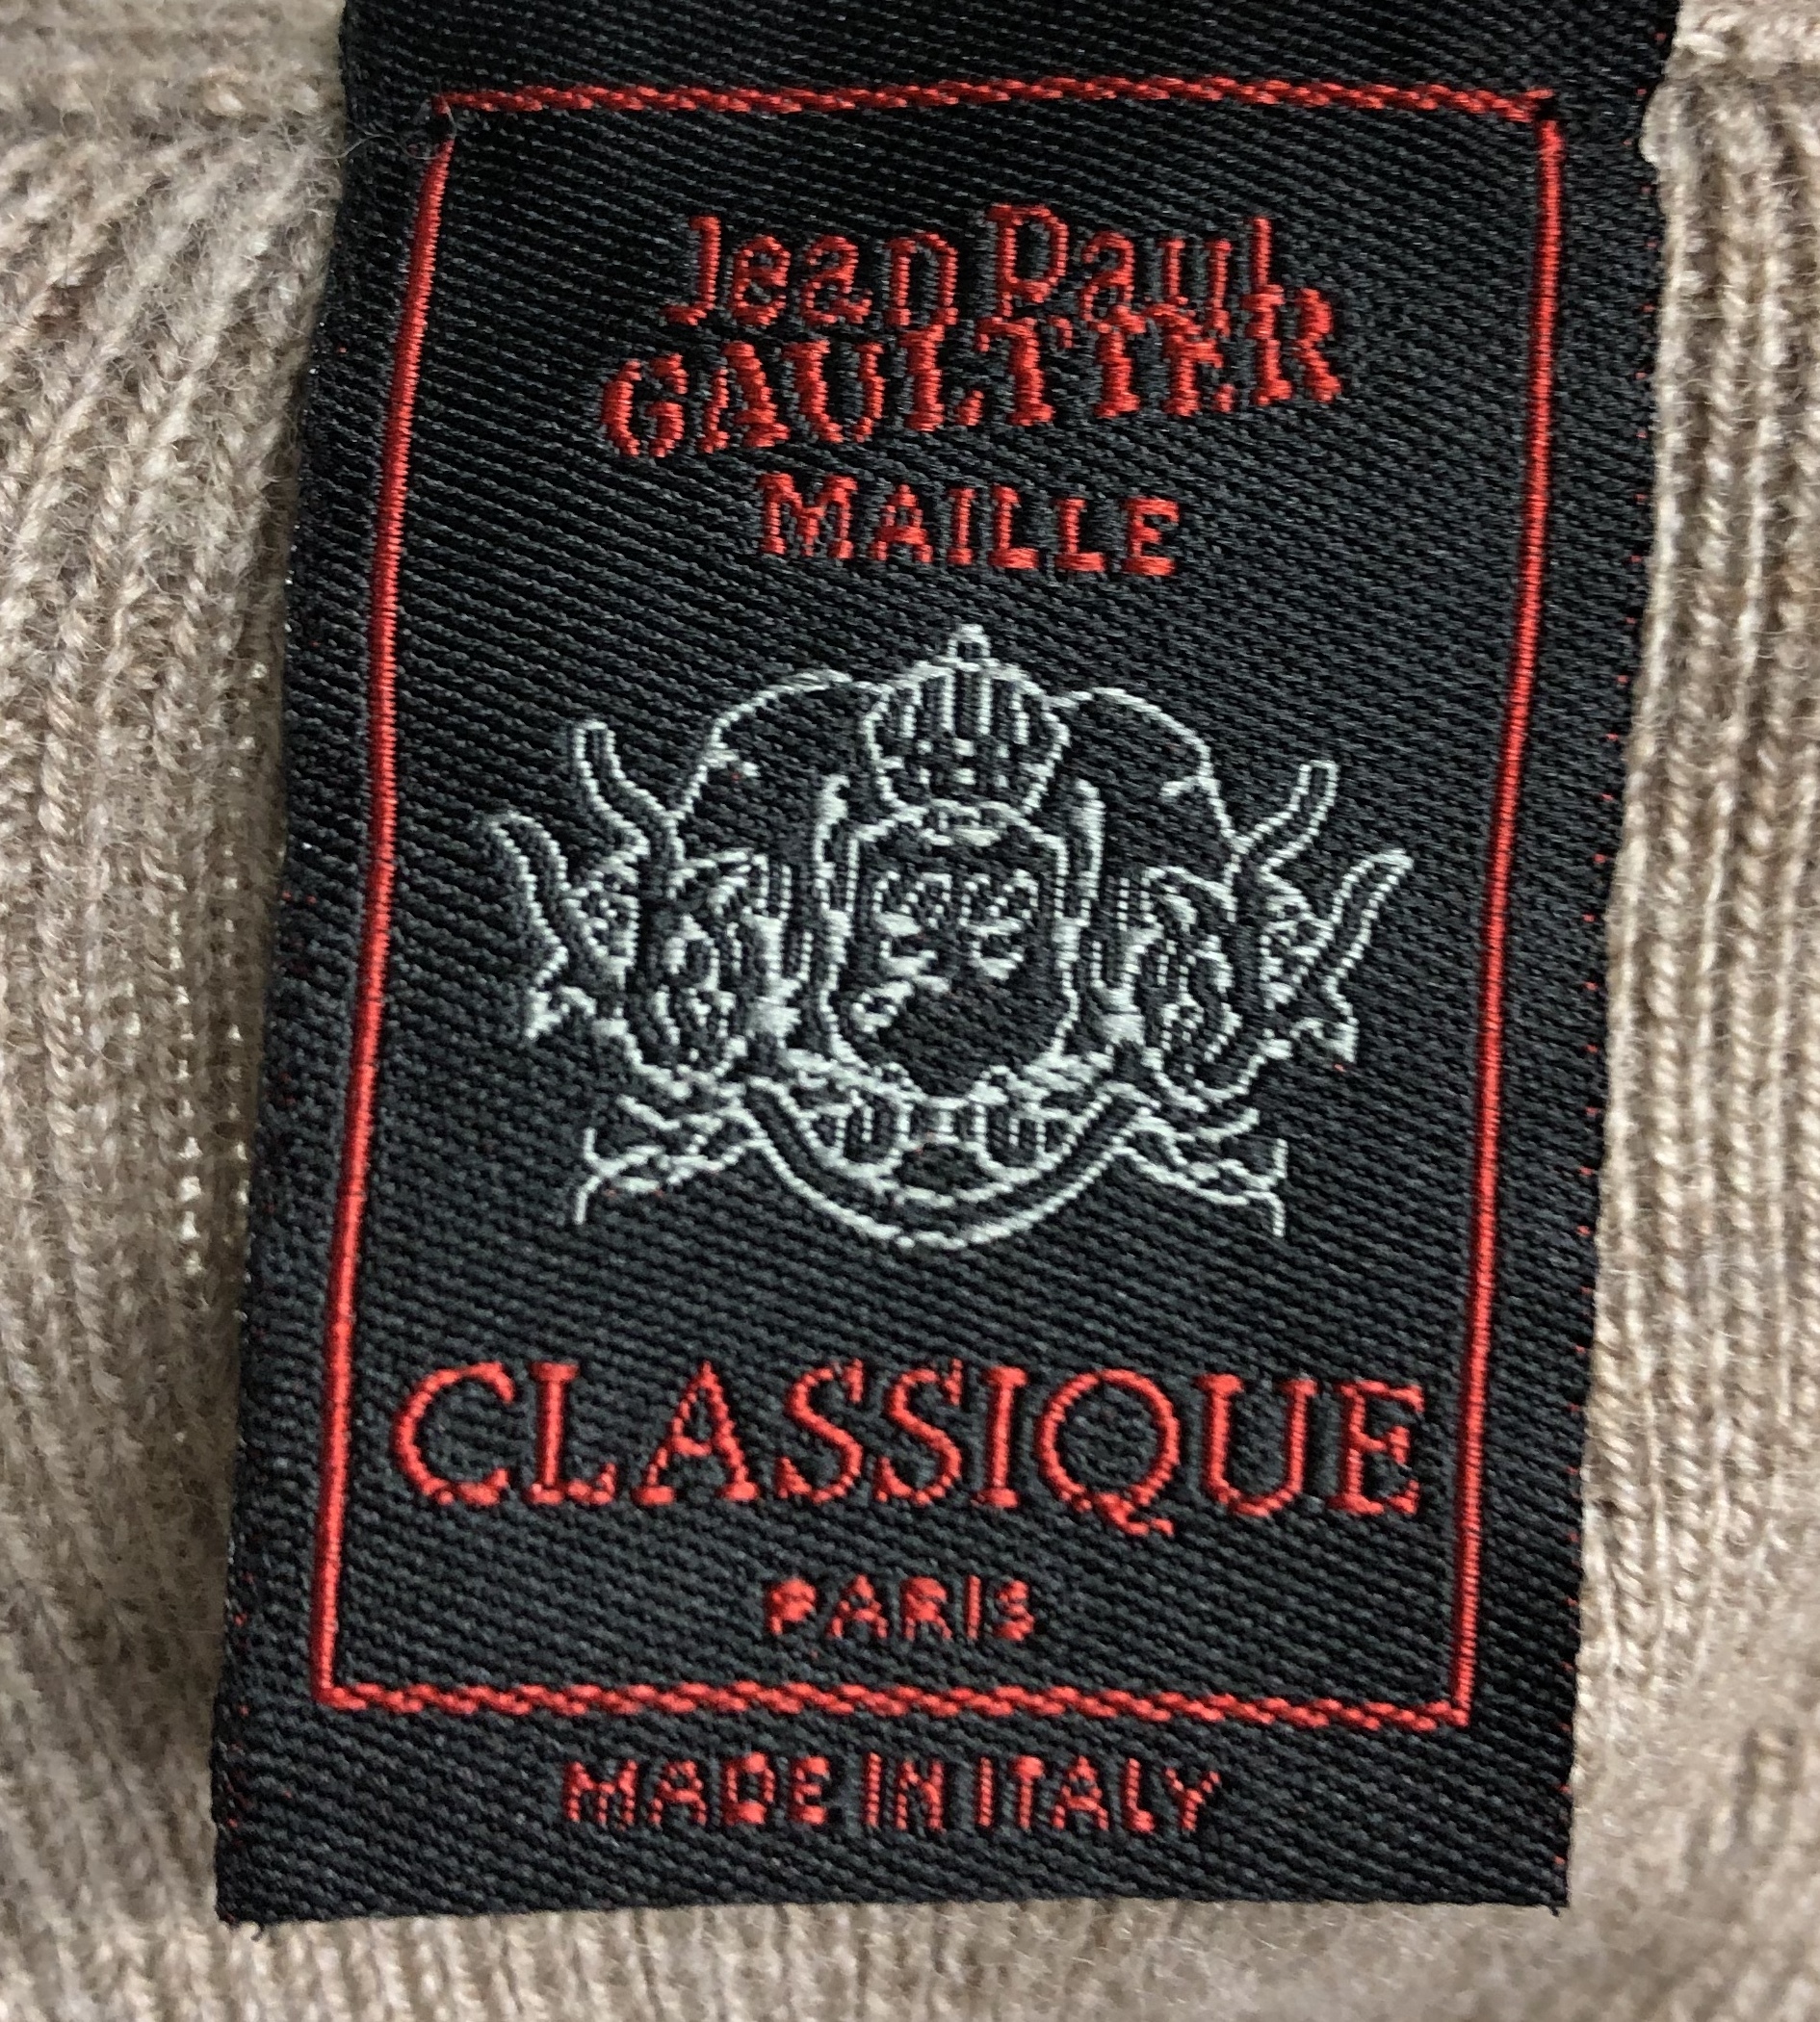 Jean Paul
GAULTIER
MAILLE
CLASSIQUE
PARIS
MADE IN ITALY